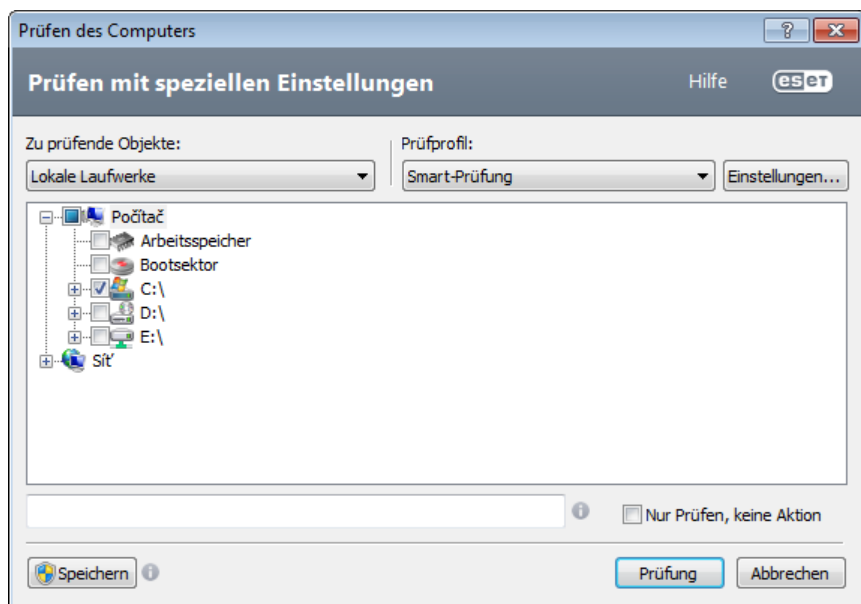 Prüfen des Computers
Prüfen mit speziellen Einstellungen
Hilfe
eset
Zu prüfende Objekte:
Prüfprofil:
Lokale Laufwerke
Smart-Prüfung
Einstellungen...
Počítač
Arbeitsspeicher
Bootsektor
C:\
D:\
E:\
Síť
Nur Prüfen, keine Aktion
Speichern
Prüfung
Abbrechen